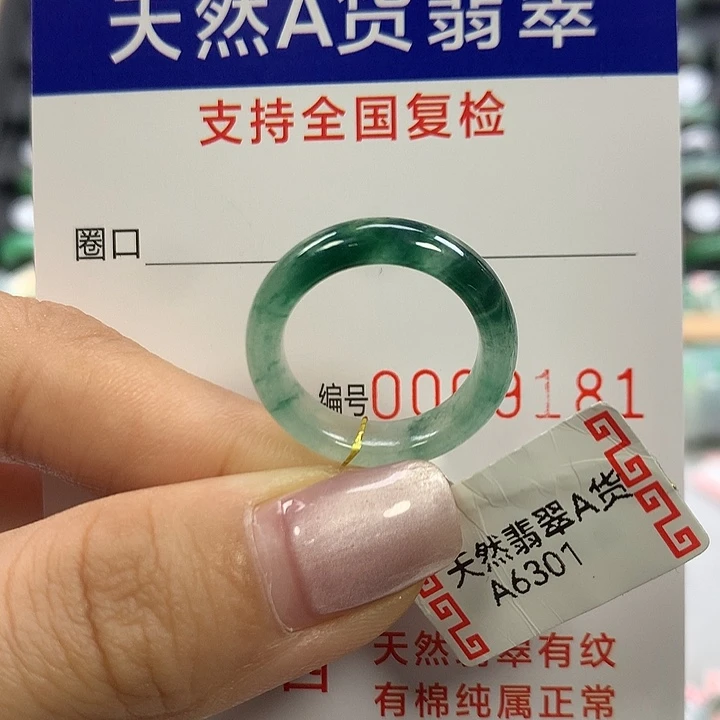 天然A货翡翠
支持全国复检
圈口
编号 0009181
天然翡翠A货
A6301
天然翡翠有纹
有棉纯属正常